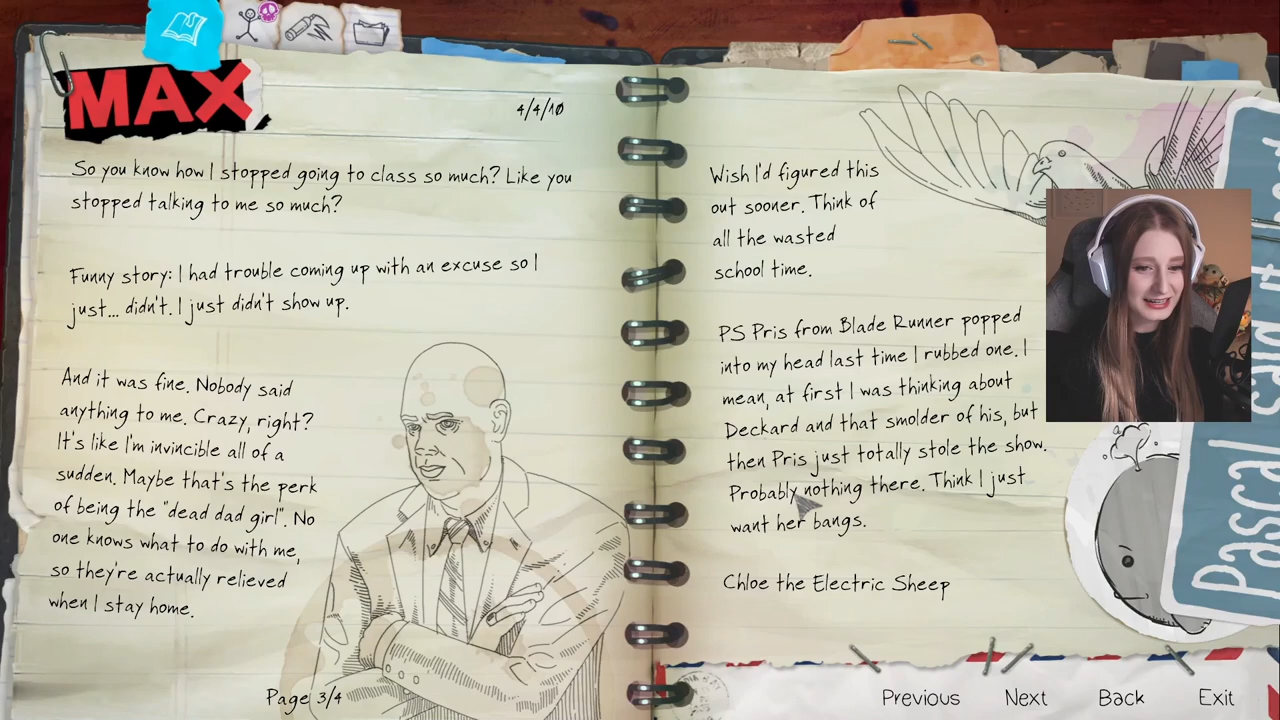 MAX
4/4/10
So you know how I stopped going to class so much? Like you
stopped talking to me so much?
Funny story: I had trouble coming up with an excuse so I
just... didn't. I just didn't show up.
And it was fine. Nobody said
anything to me. Crazy, right?
It's like I'm invincible all of a
sudden. Maybe that's the perk
of being the "dead dad girl". No
one knows what to do with me,
so they're actually relieved
when I stay home.
Page 3/4
Wish I'd figured this
out sooner. Think of
all the wasted
school time.
PS Pris from Blade Runner popped
into my head last time I rubbed one. I
mean, at first I was thinking about
Deckard and that smolder of his, but
then Pris just totally stole the show.
Probably nothing there. Think I just
want her bangs.
Chloe the Electric Sheep
Pascal said it
Previous
Next
Back
Exit